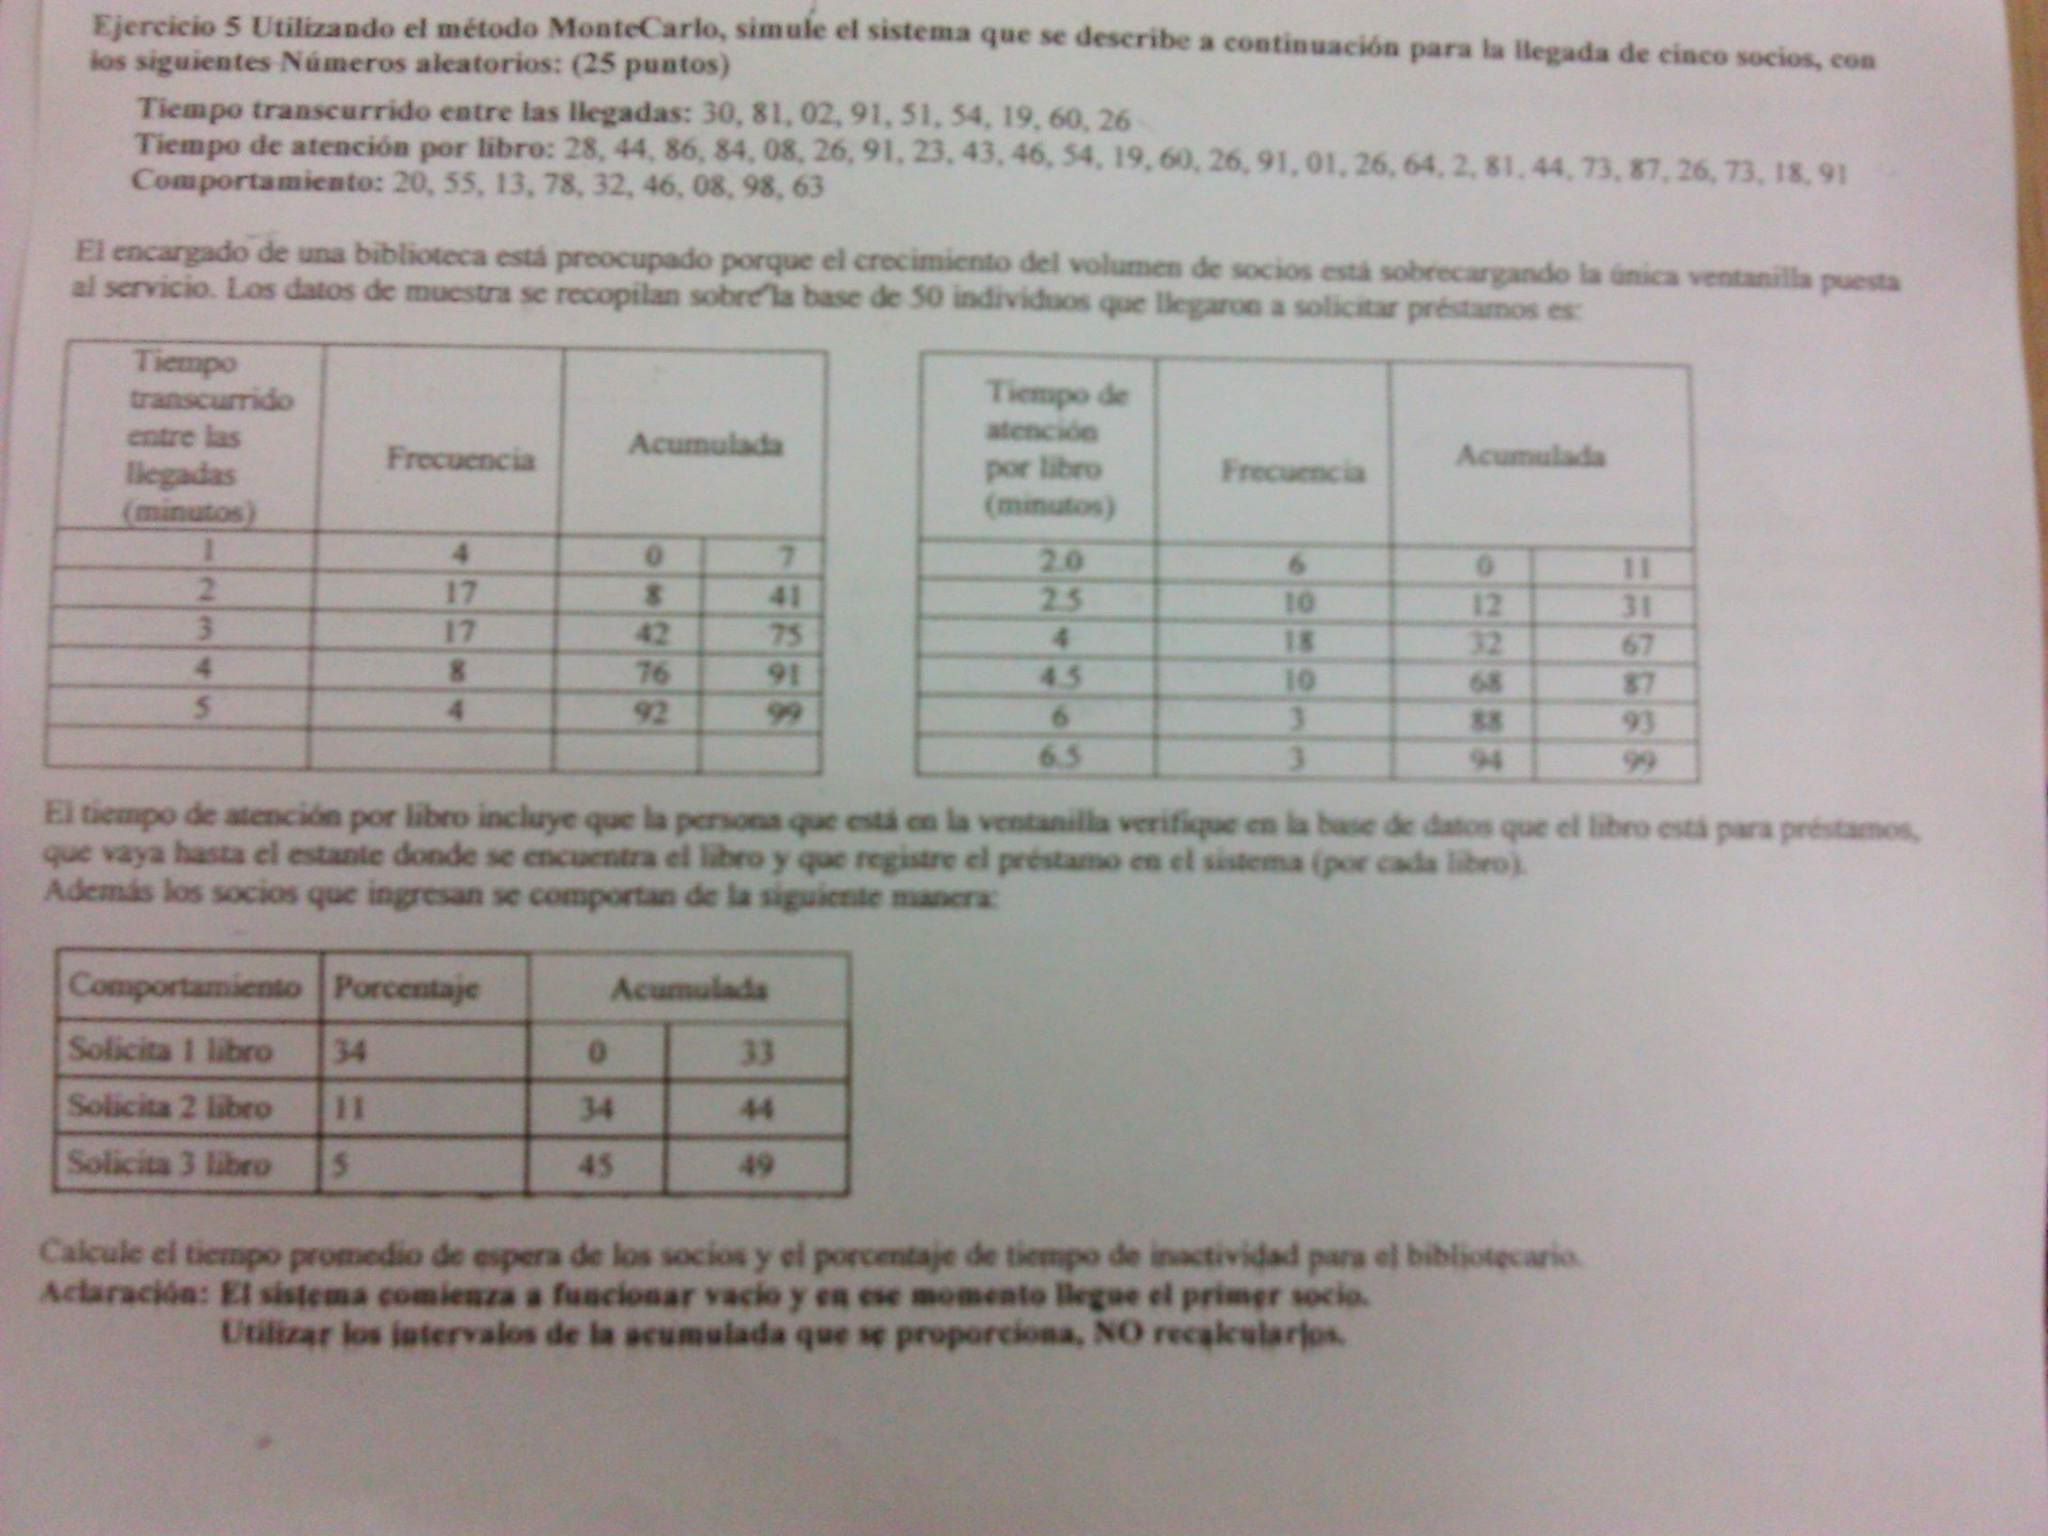 Ejercicio 5 Utilizando el método MonteCarlo, simule el sistema que se describe a continuación para la llegada de cinco socios, con
los siguientes Números aleatorios: (25 puntos)
Tiempo transcurrido entre las llegadas: 30, 81, 02, 91, 51, 54, 19, 60, 26
Tiempo de atención por libro: 28, 44, 86, 84, 08, 26, 91, 23, 43, 46, 54, 19, 60, 26, 91, 01, 26, 64, 2, 81, 44, 73, 87, 26, 73, 18, 91
Comportamiento: 20, 55, 13, 78, 32, 46, 08, 98, 63
El encargado de una biblioteca está preocupado porque el crecimiento del volumen de socios está sobrecargando la única ventanilla puesta
al servicio. Los datos de muestra se recopilan sobre la base de 50 individuos que llegaron a solicitar préstamos es:
Tiempo
transcurrido
entre las
llegadas
(minutos)
Frecuencia
Acumulada
1 4 0 7
2 17 8 41
3 17 42 75
4 8 76 91
5 4 92 99
Tiempo de
atención
por libro
(minutos)
Frecuencia
Acumulada
2.0 6 0 11
2.5 10 12 31
4 18 32 67
4.5 10 68 87
6 3 88 93
6.5 3 94 99
El tiempo de atención por libro incluye que la persona que está en la ventanilla verifique en la base de datos que el libro está para préstamos,
que vaya hasta el estante donde se encuentra el libro y que registre el préstamo en el sistema (por cada libro).
Además los socios que ingresan se comportan de la siguiente manera:
Comportamiento Porcentaje Acumulada
Solicita 1 libro 34 0 33
Solicita 2 libro 11 34 44
Solicita 3 libro 5 45 49
Calcule el tiempo promedio de espera de los socios y el porcentaje de tiempo de inactividad para el bibliotecario.
Aclaración: El sistema comienza a funcionar vacío y en ese momento llegue el primer socio.
Utilizar los intervalos de la acumulada que se proporciona, NO recalcularlos.